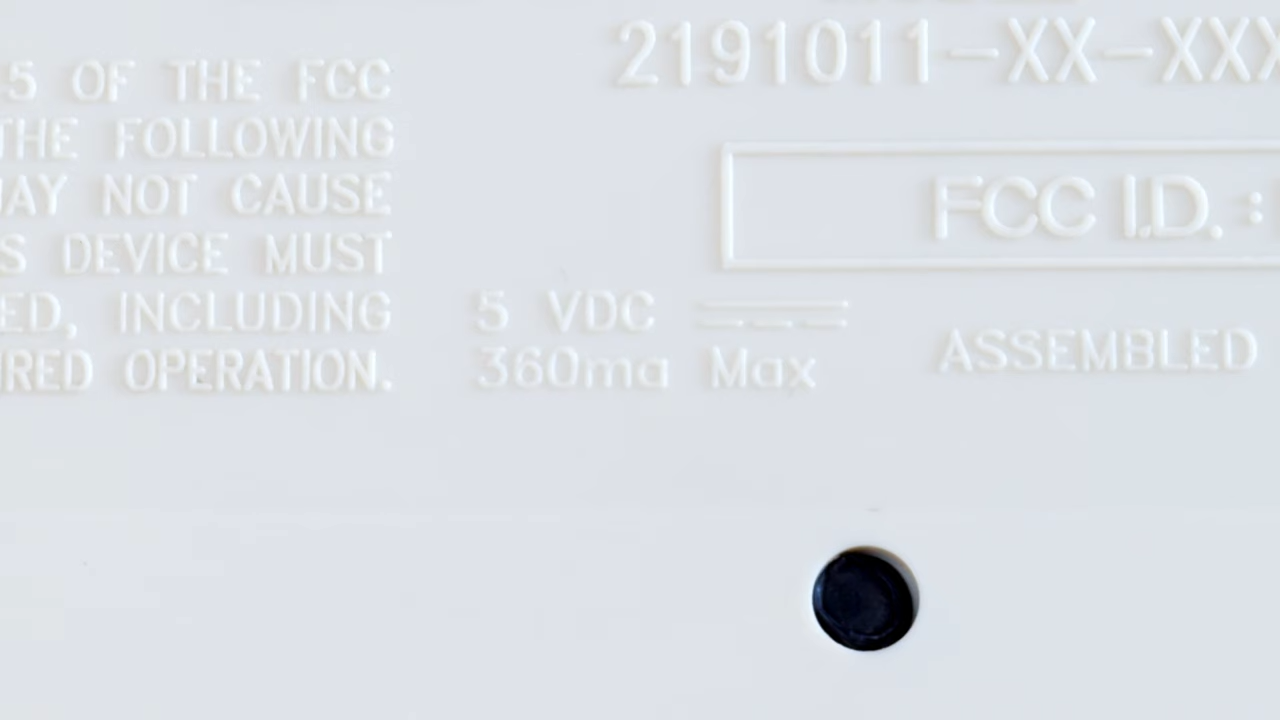 5 OF THE FCC
THE FOLLOWING
MAY NOT CAUSE
S DEVICE MUST
ED, INCLUDING
IRED OPERATION.
2191011-XX-XXX
FCC I.D.:
5 VDC
360ma Max
ASSEMBLED